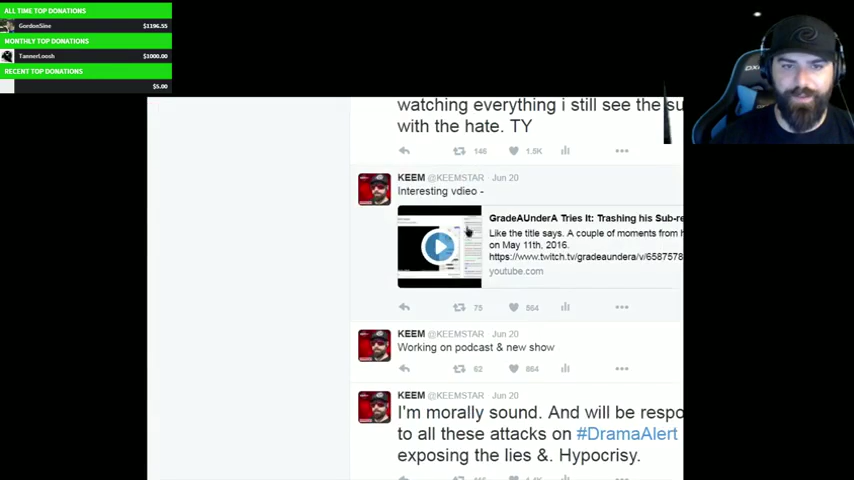 ALL TIME TOP DONATIONS
GordonSine $1196.55
MONTHLY TOP DONATIONS
TannerLoosh $1000.00
RECENT TOP DONATIONS
$5.00
watching everything i still see the su
with the hate. TY
146 1.5K
KEEM @KEEMSTAR Jun 20
Interesting vdieo -
GradeAUnderA Tries It: Trashing his Sub-re
Like the title says. A couple of moments from h
on May 11th, 2016.
https://www.twitch.tv/gradeaundera/v/6587578
youtube.com
75 564
KEEM @KEEMSTAR Jun 20
Working on podcast & new show
62 864
KEEM @KEEMSTAR Jun 20
I'm morally sound. And will be respo
to all these attacks on #DramaAlert
exposing the lies &. Hypocrisy.